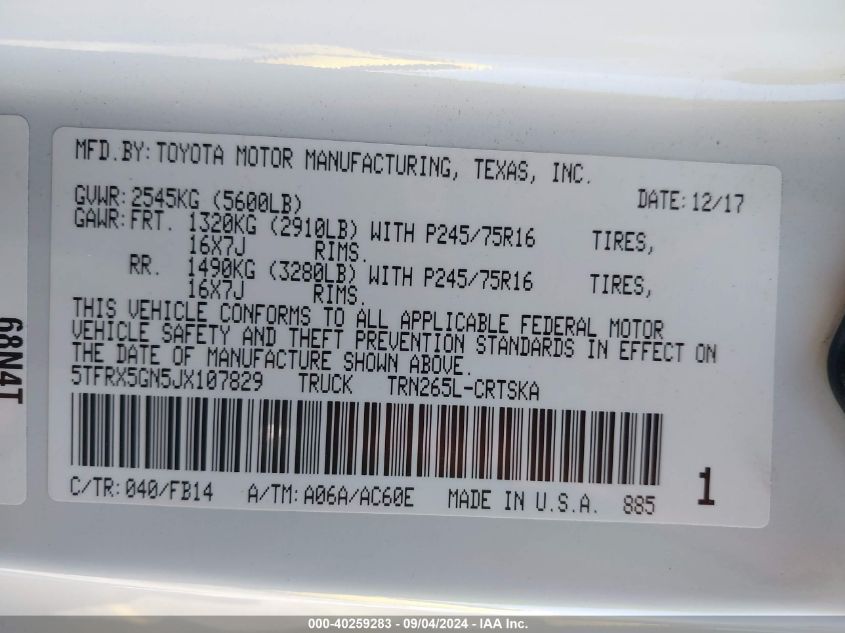 MFD.BY:TOYOTA MOTOR MANUFACTURING, TEXAS, INC.
DATE:12/17
GVWR:2545KG (5600LB)
GAWR:FRT. 1320KG (2910LB) WITH P245/75R16 TIRES,
16X7J RIMS.
RR. 1490KG (3280LB) WITH P245/75R16 TIRES,
16X7J RIMS.
THIS VEHICLE CONFORMS TO ALL APPLICABLE FEDERAL MOTOR
VEHICLE SAFETY AND THEFT PREVENTION STANDARDS IN EFFECT ON
THE DATE OF MANUFACTURE SHOWN ABOVE.
5TFRX5GN5JX107829 TRUCK TRN265L-CRTSKA
C/TR:040/FB14 A/TM:A06A/AC60E MADE IN U.S.A. 885
1
68N4T
000-40259283 - 09/04/2024 - IAA Inc.